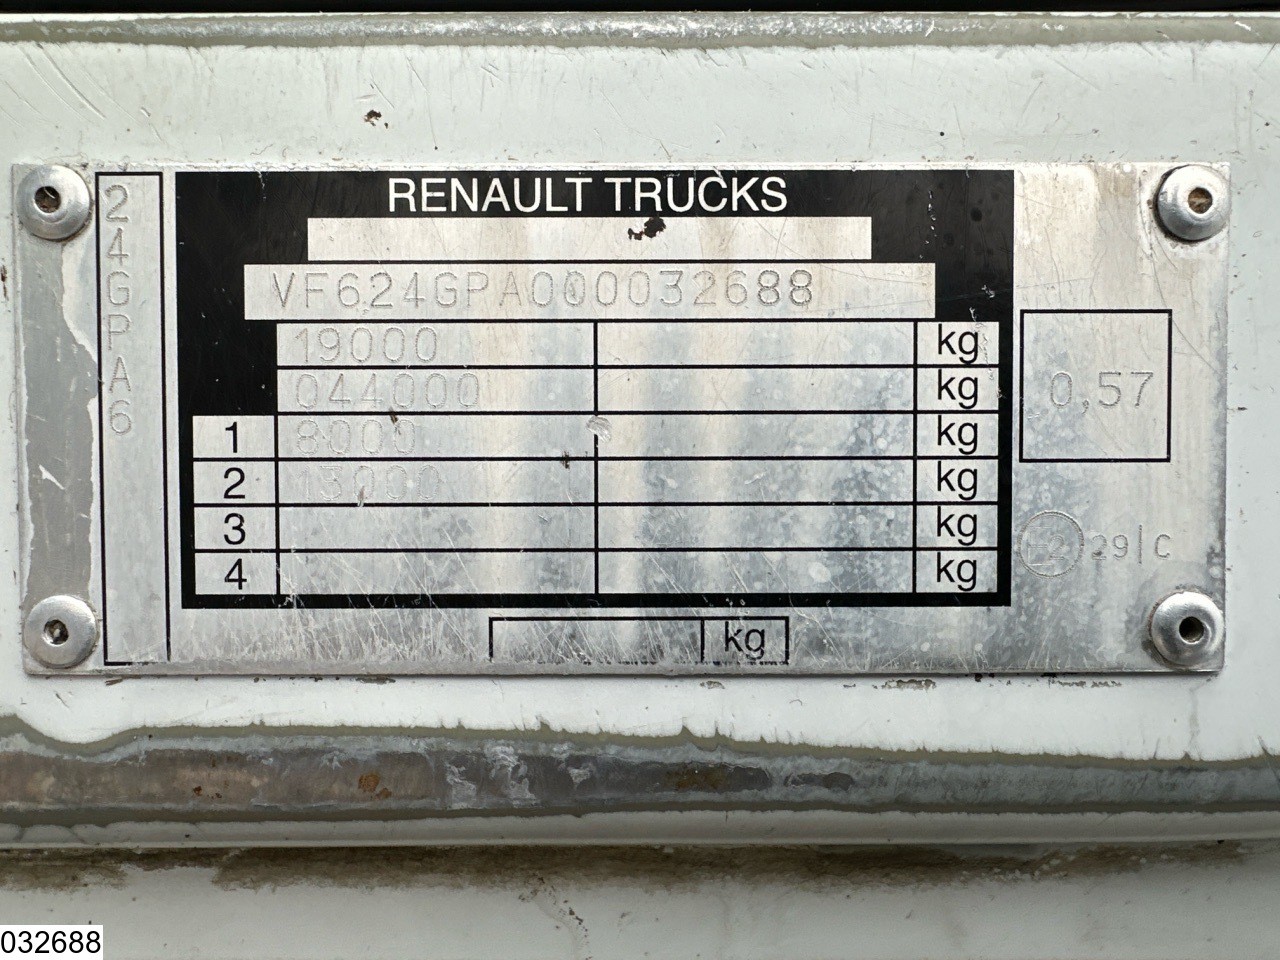 24GPA6
RENAULT TRUCKS
VF624GPA000032688
19000 kg
044000 kg
1 8000 kg
2 13000 kg
3 kg
4 kg
kg
0,57
E2 29|C
032688